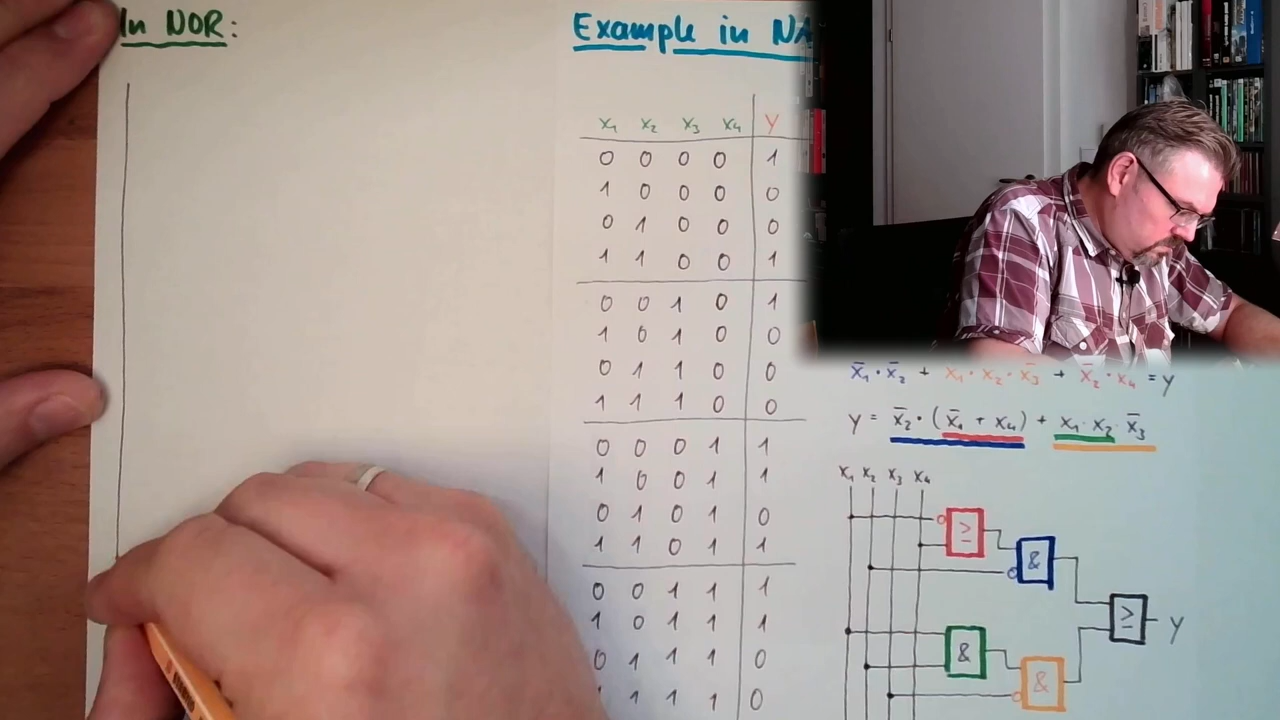 In NOR:
Example in NA
x₁ x₂ x₃ x₄ y
0 0 0 0 1
1 0 0 0 0
0 1 0 0 0
1 1 0 0 1
0 0 1 0 1
1 0 1 0 0
0 1 1 0 0
1 1 1 0 0
0 0 0 1 1
1 0 0 1 1
0 1 0 1 0
1 1 0 1 1
0 0 1 1 1
1 0 1 1 1
0 1 1 1 0
1 1 1 1 0
x̄₁·x̄₂ + x₁·x₂·x̄₃ + x̄₂·x₄ = y
y = x̄₂·(x̄₁ + x₄) + x₁·x₂·x̄₃
x₁ x₂ x₃ x₄
≥
&
≥ y
&
&